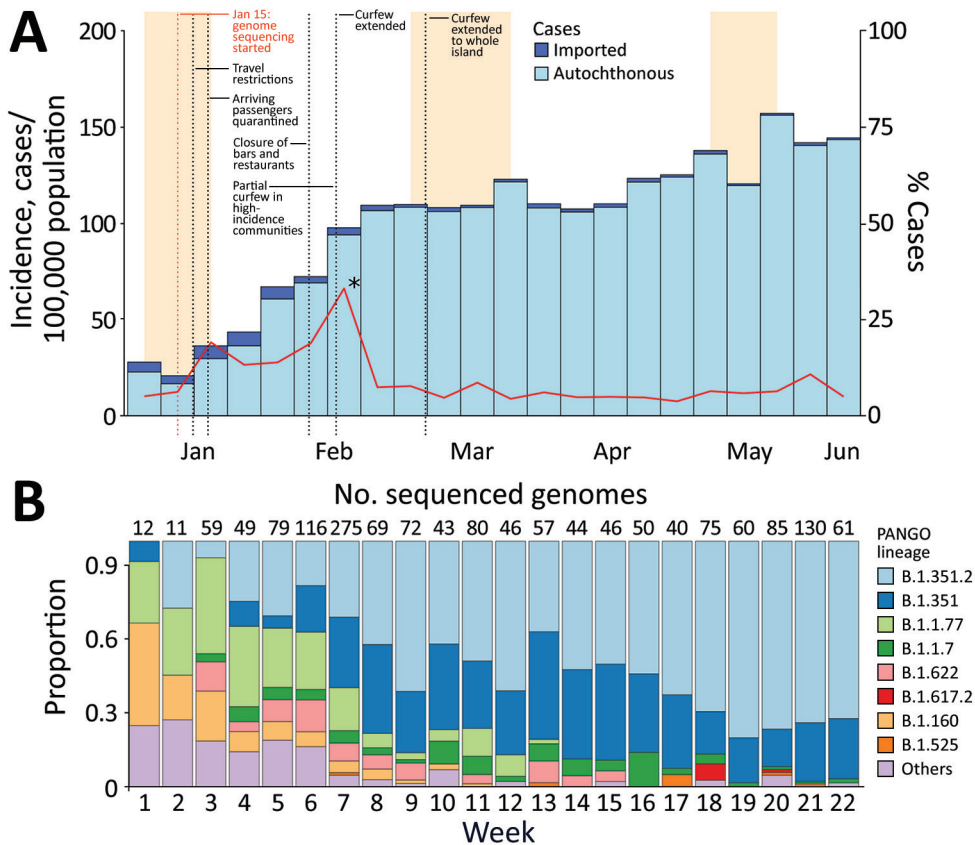 A
200
150
100
50
0
Incidence, cases/
100,000 population
Jan 15:
genome
sequencing
started
Travel
restrictions
Arriving
passengers
quarantined
Closure of
bars and
restaurants
Partial
curfew in
high-
incidence
communities
Curfew
extended
Curfew
extended
to whole
island
Cases
Imported
Autochthonous
*
100
75
50
25
0
% Cases
Jan Feb Mar Apr May Jun
B
No. sequenced genomes
12 11 59 49 79 116 275 69 72 43 80 46 57 44 46 50 40 75 60 85 130 61
0.9
0.6
0.3
0
Proportion
1 2 3 4 5 6 7 8 9 10 11 12 13 14 15 16 17 18 19 20 21 22
Week
PANGO
lineage
B.1.351.2
B.1.351
B.1.1.77
B.1.1.7
B.1.622
B.1.617.2
B.1.160
B.1.525
Others